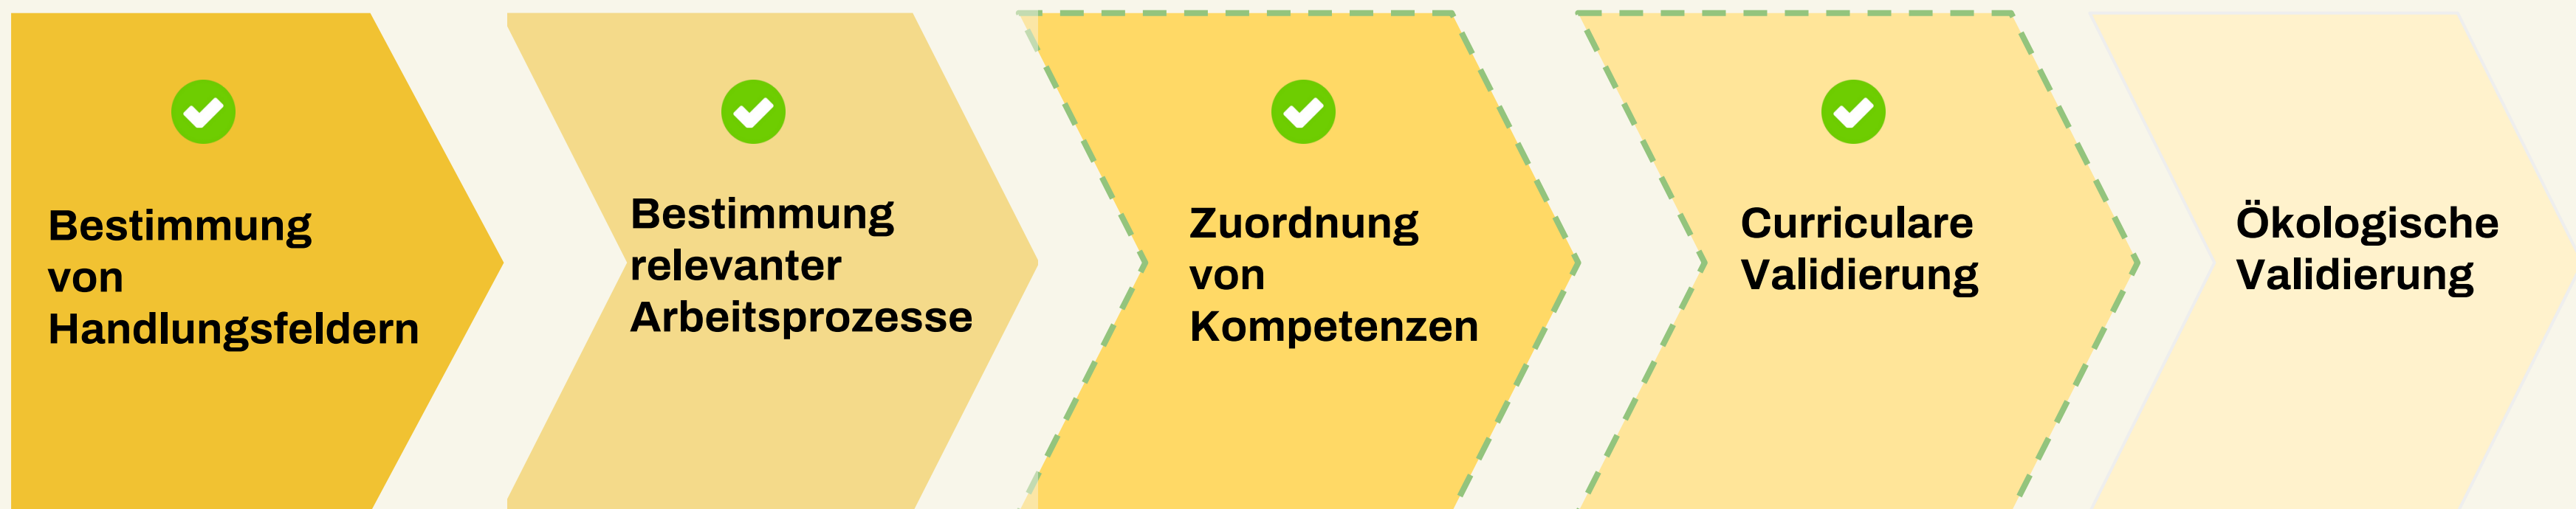 Bestimmung
von
Handlungsfeldern
Bestimmung
relevanter
Arbeitsprozesse
Zuordnung
von
Kompetenzen
Curriculare
Validierung
Ökologische
Validierung